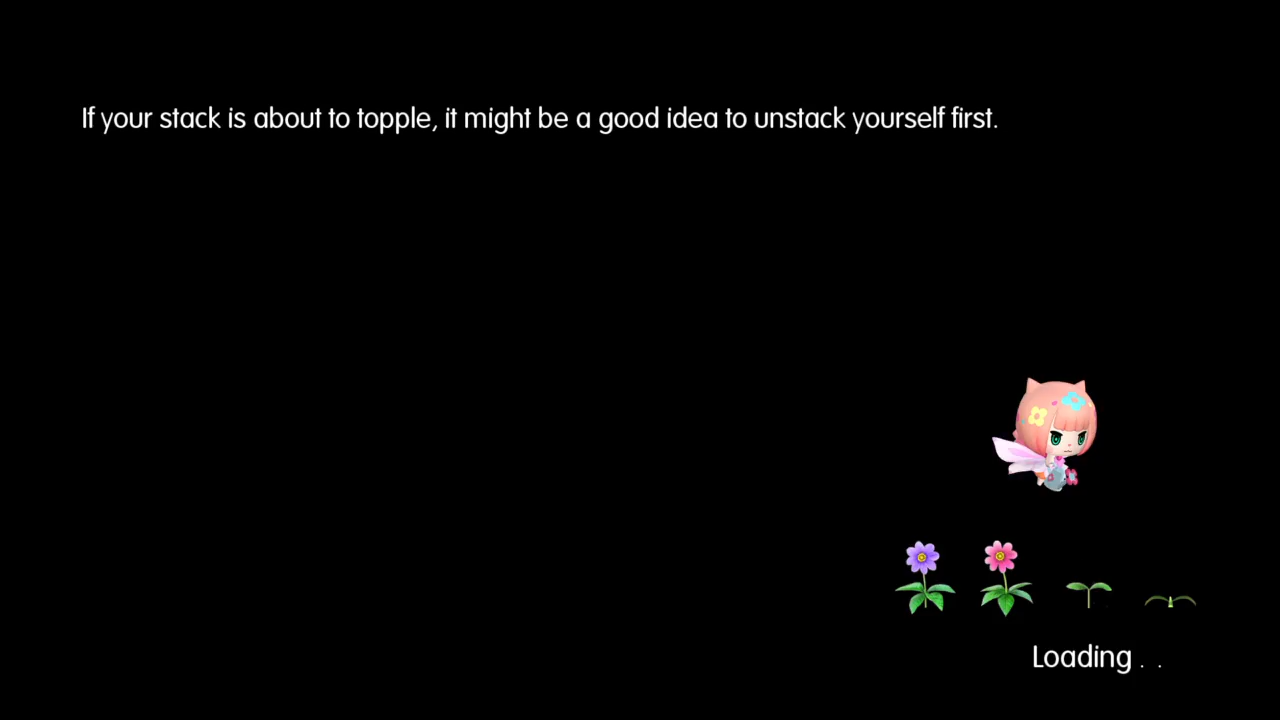 If your stack is about to topple, it might be a good idea to unstack yourself first.
Loading . .